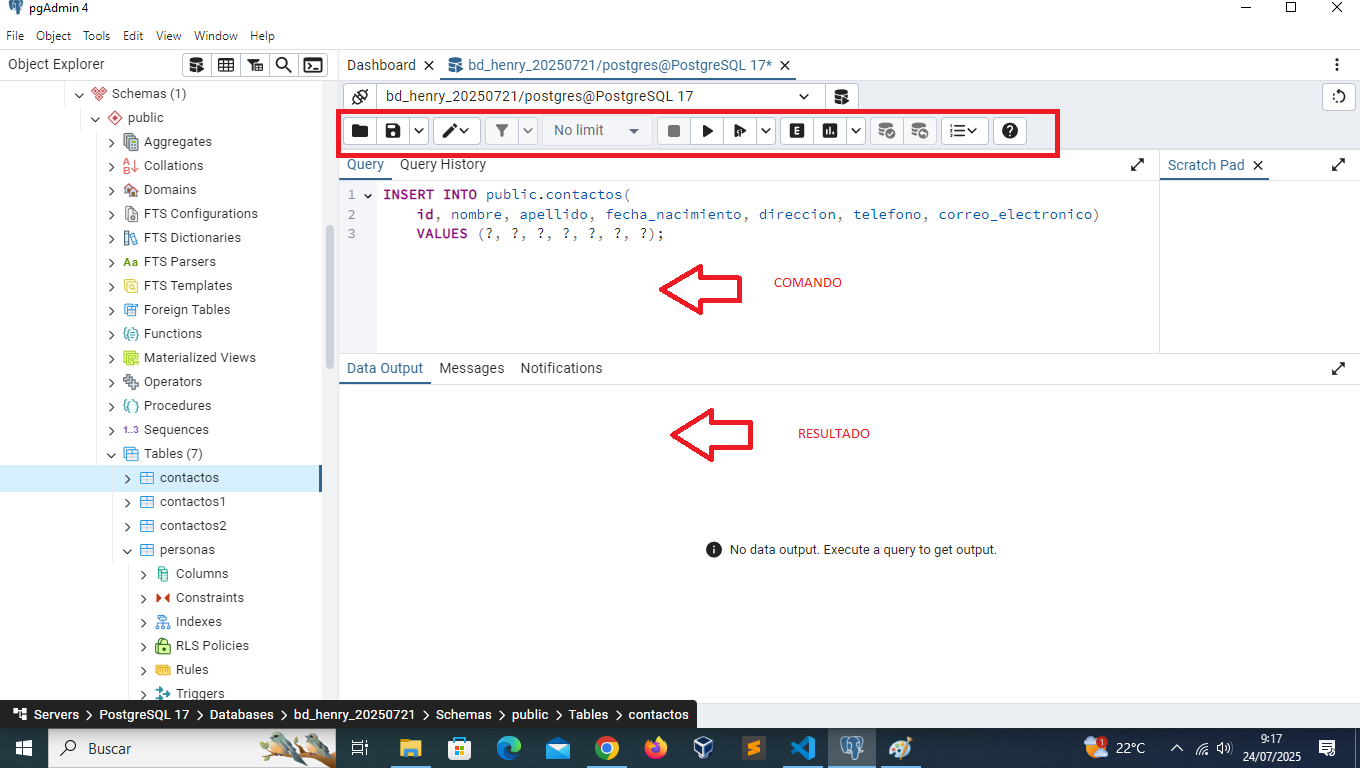 pgAdmin 4
File Object Tools Edit View Window Help
Object Explorer
Dashboard
bd_henry_20250721/postgres@PostgreSQL 17*
bd_henry_20250721/postgres@PostgreSQL 17
No limit
E
Query Query History
Scratch Pad
1 INSERT INTO public.contactos(
2 id, nombre, apellido, fecha_nacimiento, direccion, telefono, correo_electronico)
3 VALUES (?, ?, ?, ?, ?, ?, ?);
COMANDO
Data Output Messages Notifications
RESULTADO
No data output. Execute a query to get output.
Schemas (1)
public
Aggregates
Collations
Domains
FTS Configurations
FTS Dictionaries
Aa FTS Parsers
FTS Templates
Foreign Tables
Functions
Materialized Views
Operators
Procedures
1..3 Sequences
Tables (7)
contactos
contactos1
contactos2
personas
Columns
Constraints
Indexes
RLS Policies
Rules
Triggers
Servers > PostgreSQL 17 > Databases > bd_henry_20250721 > Schemas > public > Tables > contactos
Buscar
1
22°C
9:17
24/07/2025